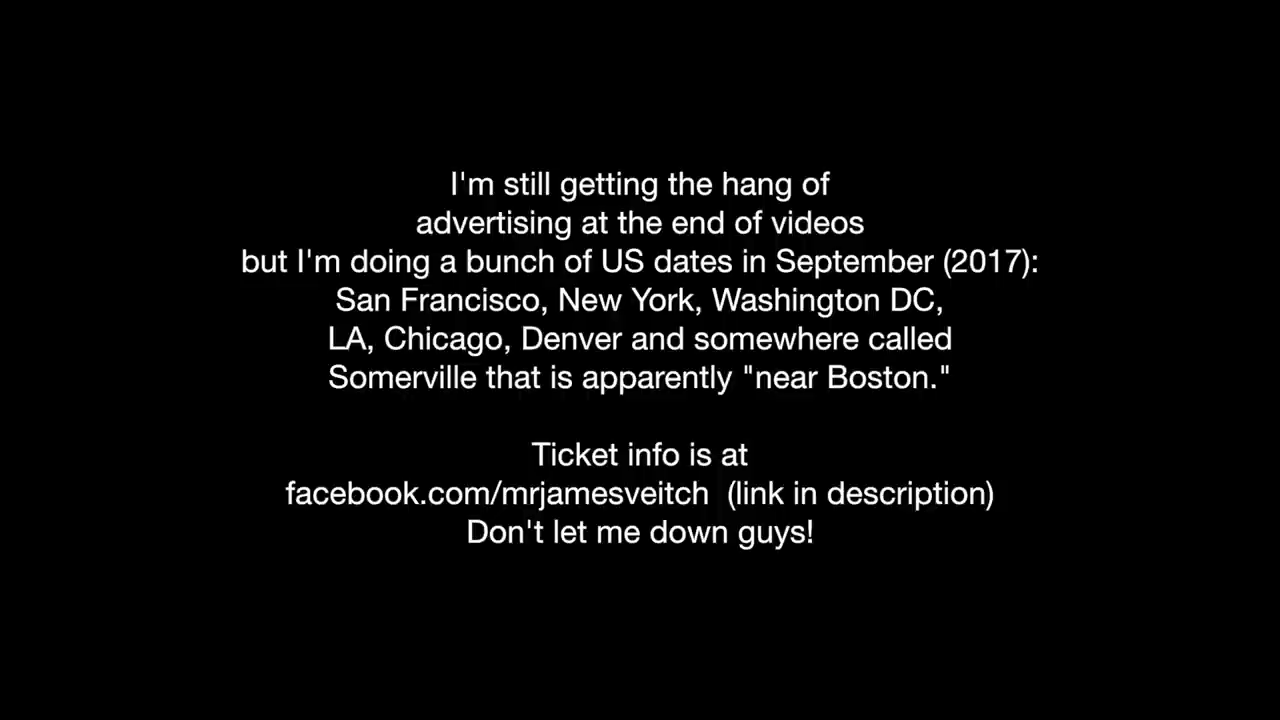 I'm still getting the hang of
advertising at the end of videos
but I'm doing a bunch of US dates in September (2017):
San Francisco, New York, Washington DC,
LA, Chicago, Denver and somewhere called
Somerville that is apparently "near Boston."
Ticket info is at
facebook.com/mrjamesveitch  (link in description)
Don't let me down guys!